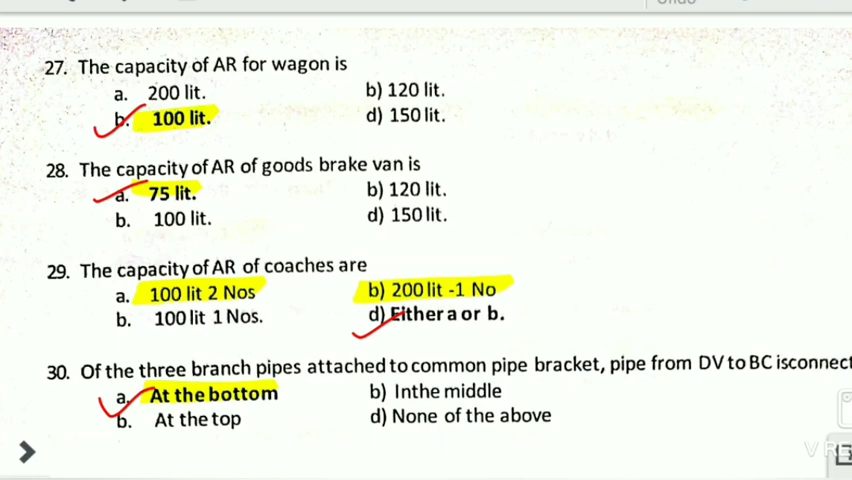 Undo
27. The capacity of AR for wagon is
a. 200 lit. b) 120 lit.
b. 100 lit. d) 150 lit.
28. The capacity of AR of goods brake van is
a. 75 lit. b) 120 lit.
b. 100 lit. d) 150 lit.
29. The capacity of AR of coaches are
a. 100 lit 2 Nos b) 200 lit -1 No
b. 100 lit 1 Nos. d) Either a or b.
30. Of the three branch pipes attached to common pipe bracket, pipe from DV to BC isconnect
a. At the bottom b) Inthe middle
b. At the top d) None of the above
V RE